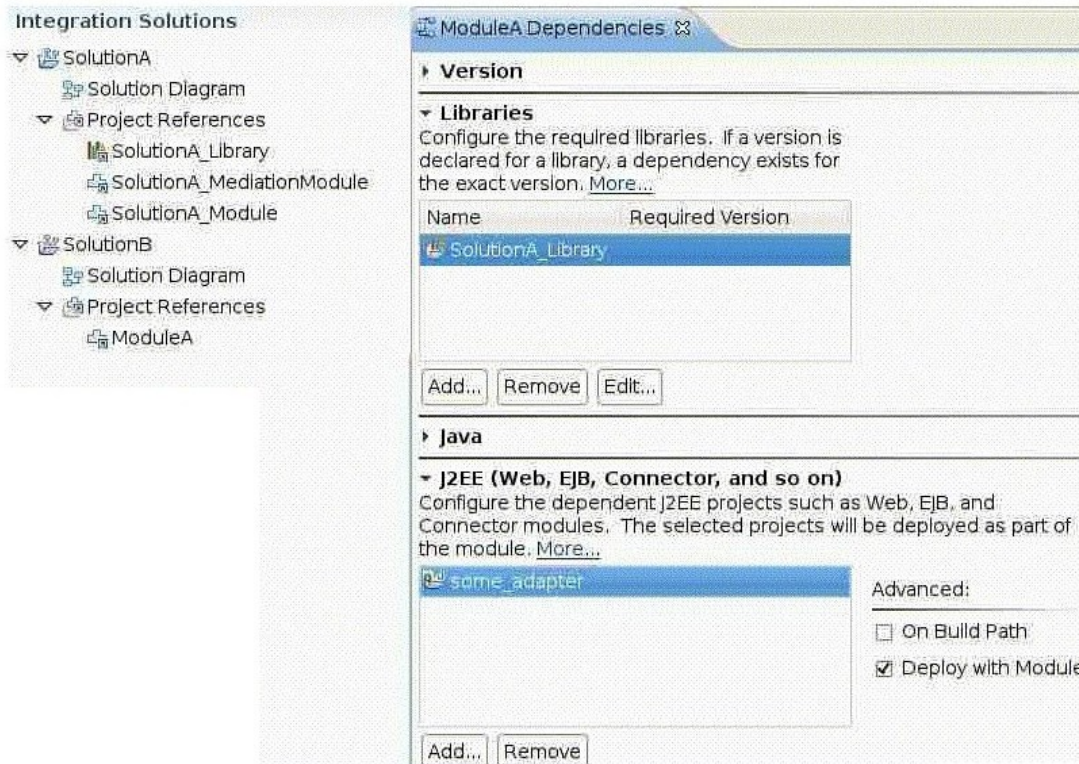 Integration Solutions
SolutionA
Solution Diagram
Project References
SolutionA_Library
SolutionA_MediationModule
SolutionA_Module
SolutionB
Solution Diagram
Project References
ModuleA
ModuleA Dependencies
Version
Libraries
Configure the required libraries. If a version is
declared for a library, a dependency exists for
the exact version. More...
Name Required Version
SolutionA_Library
Add... Remove Edit...
Java
J2EE (Web, EJB, Connector, and so on)
Configure the dependent J2EE projects such as Web, EJB, and
Connector modules. The selected projects will be deployed as part of
the module. More...
some_adapter
Advanced:
On Build Path
Deploy with Module
Add... Remove